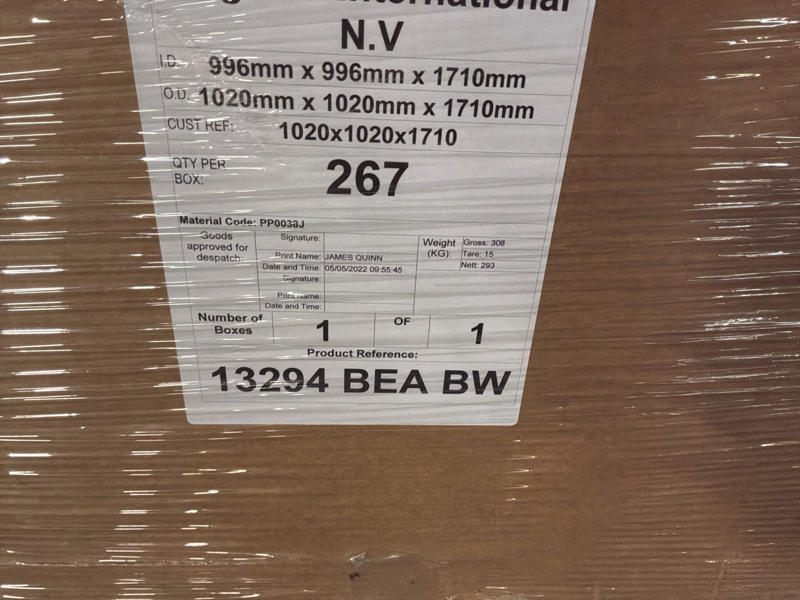 International
N.V
I.D. 996mm x 996mm x 1710mm
O.D. 1020mm x 1020mm x 1710mm
CUST REF: 1020x1020x1710
QTY PER BOX: 267
Material Code: PP0038J
Goods approved for despatch:
Signature:
Print Name: JAMES QUINN
Date and Time: 05/05/2022 09:55:45
Signature:
Print Name:
Date and Time:
Weight (KG):
Gross: 308
Tare: 15
Nett: 293
Number of Boxes 1 OF 1
Product Reference:
13294 BEA BW